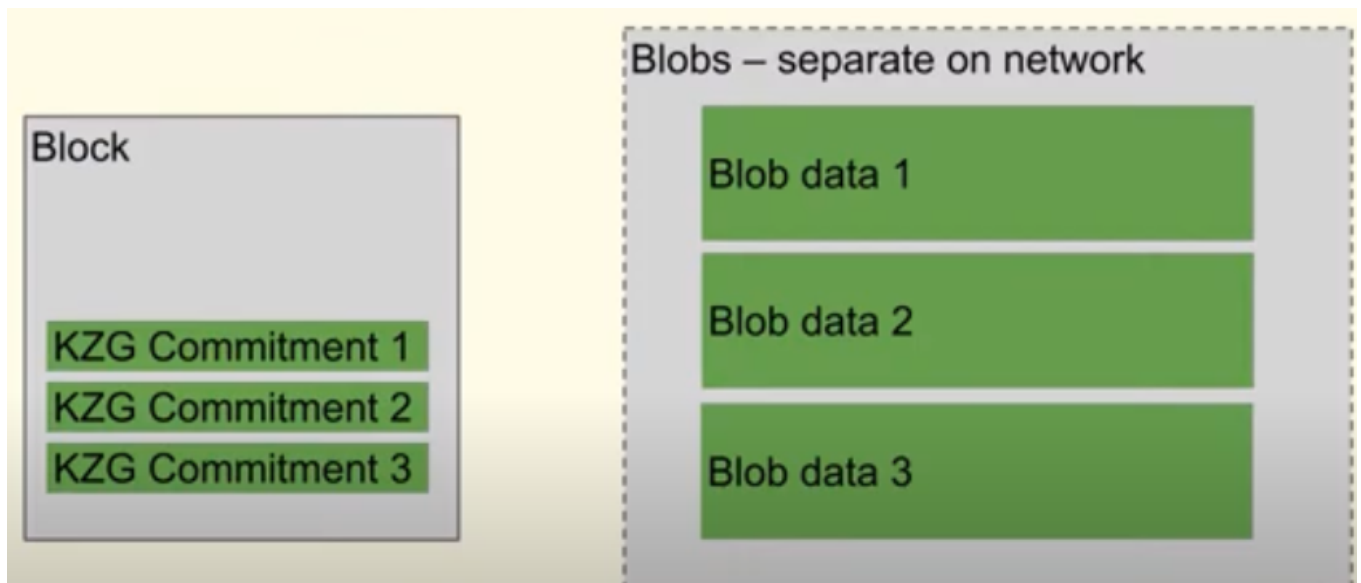 Block
KZG Commitment 1
KZG Commitment 2
KZG Commitment 3
Blobs – separate on network
Blob data 1
Blob data 2
Blob data 3